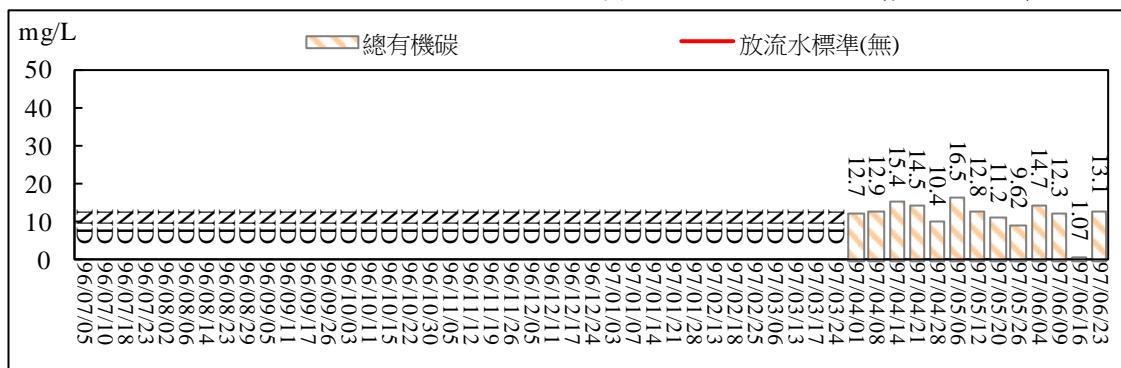 mg/L
總有機碳
放流水標準(無)
50
40
30
20
10
0
ND ND ND ND ND ND ND ND ND ND ND ND ND ND ND ND ND ND ND ND ND ND ND ND ND ND ND ND ND ND ND ND ND ND ND 12.7 12.9 15.4 14.5 10.4 16.5 12.8 11.2 9.62 14.7 12.3 1.07 13.1
96/07/05 96/07/10 96/07/18 96/07/23 96/08/02 96/08/06 96/08/14 96/08/23 96/08/29 96/09/05 96/09/11 96/09/17 96/09/26 96/10/03 96/10/11 96/10/15 96/10/22 96/10/30 96/11/05 96/11/12 96/11/19 96/11/26 96/12/05 96/12/11 96/12/17 96/12/24 97/01/03 97/01/07 97/01/14 97/01/21 97/02/13 97/02/18 97/02/25 97/03/06 97/03/13 97/03/17 97/03/24 97/04/01 97/04/08 97/04/14 97/04/21 97/04/28 97/05/06 97/05/12 97/05/20 97/05/26 97/06/04 97/06/09 97/06/16 97/06/23